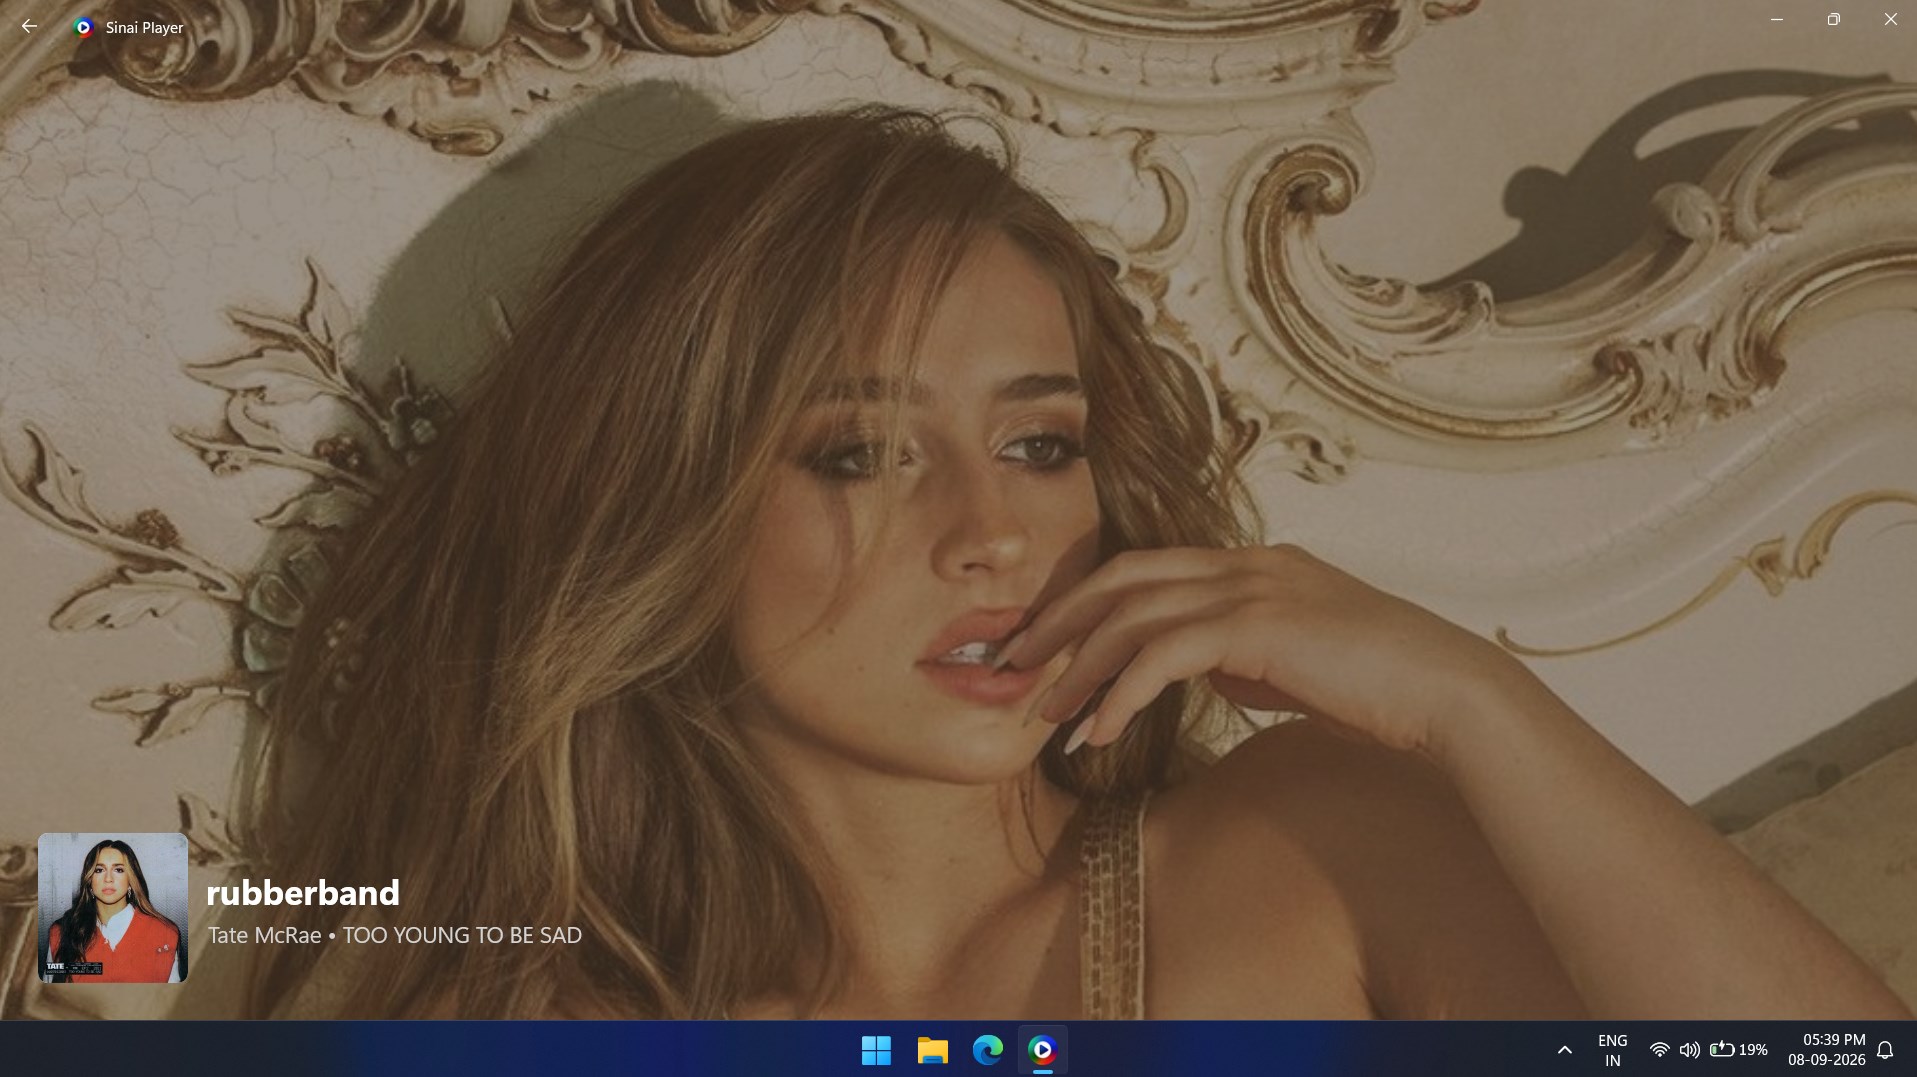 Sinai Player
rubberband
Tate McRae • TOO YOUNG TO BE SAD
TATE
ENG
IN
19%
05:39 PM
08-09-2026